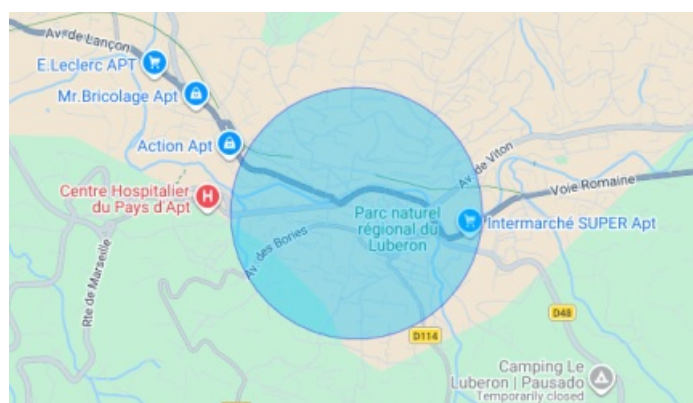 Av. de Lançon
E.Leclerc APT
Mr.Bricolage Apt
Action Apt
Centre Hospitalier
du Pays d'Apt
Av. de Viton
Voie Romaine
Parc naturel
régional du
Luberon
Intermarché SUPER Apt
Av. des Bories
Rte de Marseille
D48
D114
Camping Le
Luberon | Pausado
Temporarily closed